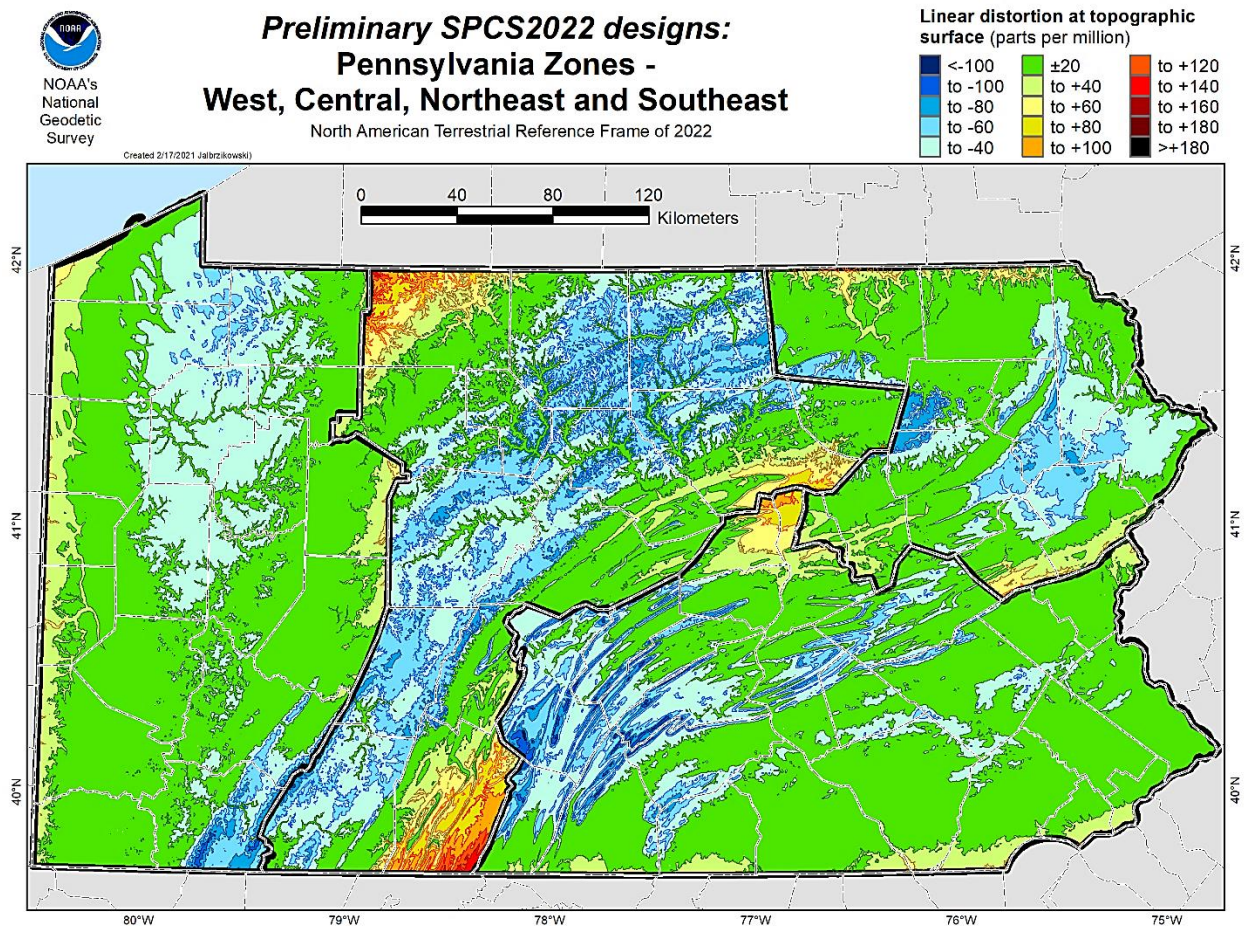 Preliminary SPCS2022 designs:
Pennsylvania Zones -
West, Central, Northeast and Southeast
North American Terrestrial Reference Frame of 2022
NOAA
NOAA's
National
Geodetic
Survey
Created 2/17/2021 Jalbrzikowski)
Linear distortion at topographic
surface (parts per million)
<-100
to -100
to -80
to -60
to -40
±20
to +40
to +60
to +80
to +100
to +120
to +140
to +160
to +180
>+180
0 40 80 120
Kilometers
42°N
42°N
41°N
41°N
40°N
40°N
80°W 79°W 78°W 77°W 76°W 75°W